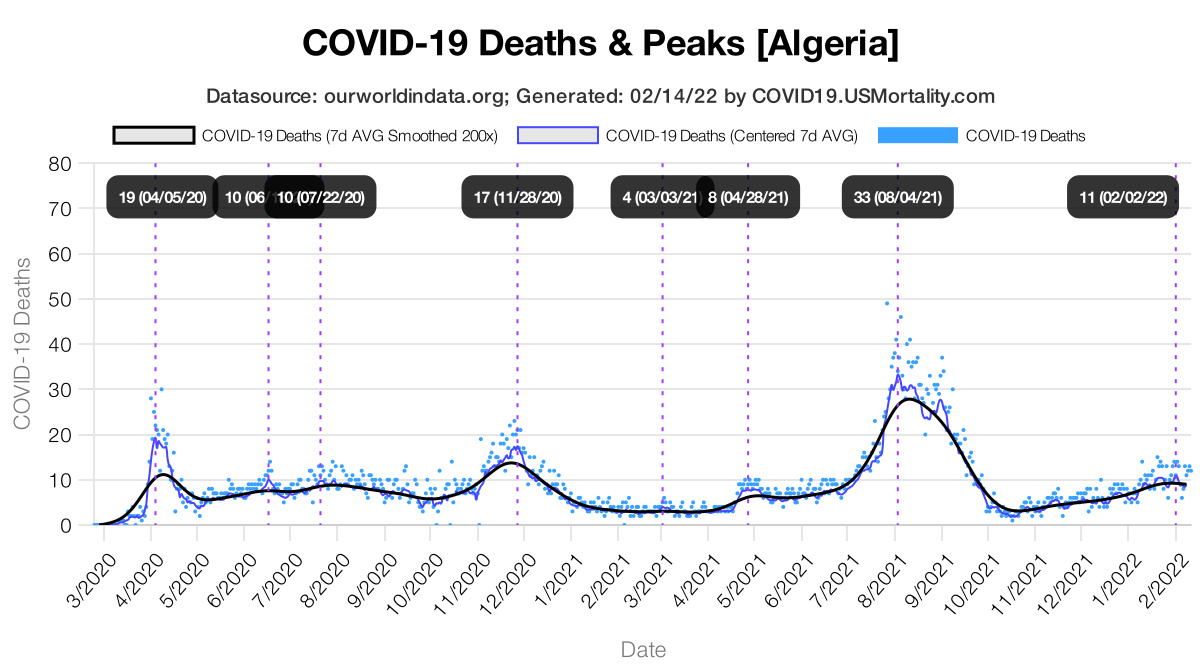 COVID-19 Deaths & Peaks [Algeria]
Datasource: ourworldindata.org; Generated: 02/14/22 by COVID19.USMortality.com
COVID-19 Deaths (7d AVG Smoothed 200x) COVID-19 Deaths (Centered 7d AVG) COVID-19 Deaths
80
19 (04/05/20) 10 (06/ 10 (07/22/20) 17 (11/28/20) 4 (03/03/21) 8 (04/28/21) 33 (08/04/21) 11 (02/02/22)
70
60
50
40
30
20
10
0
COVID-19 Deaths
3/2020 4/2020 5/2020 6/2020 7/2020 8/2020 9/2020 10/2020 11/2020 12/2020 1/2021 2/2021 3/2021 4/2021 5/2021 6/2021 7/2021 8/2021 9/2021 10/2021 11/2021 12/2021 1/2022 2/2022
Date